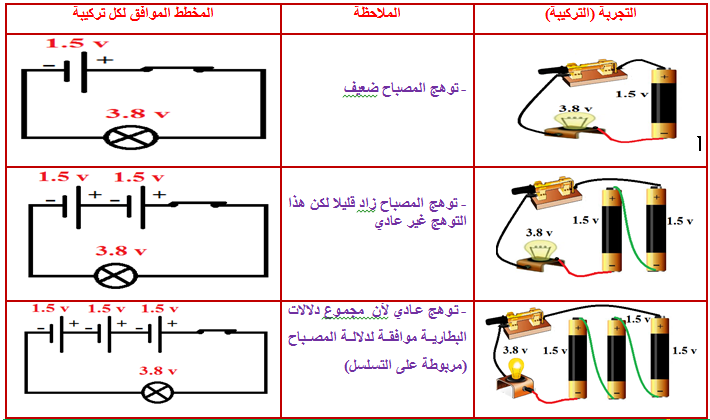 التجربة (التركيبة)
الملاحظة
المخطط الموافق لكل تركيبة
3.8 v
1.5 v
أ
- توهج المصباح ضعيف
1.5 v
3.8 v
3.8 v
1.5 v
1.5 v
- توهج المصباح زاد قليلا لكن هذا
التوهج غير عادي
1.5 v 1.5 v
3.8 v
3.8 v
1.5 v
1.5 v
1.5 v
- توهج عادي لأن مجموع دلالات
البطارية موافقة لدلالة المصباح
(مربوطة على التسلسل)
1.5 v 1.5 v 1.5 v
3.8 v